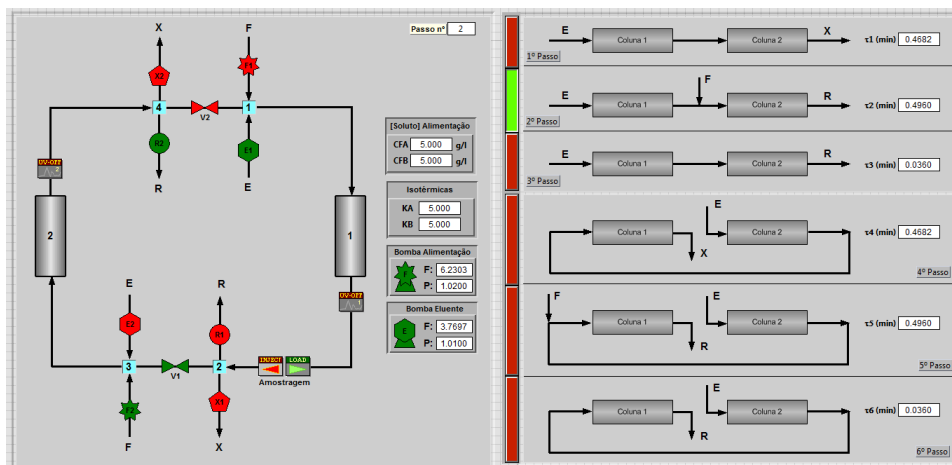 Passo nº 2
X
F
X2
F1
4
V2
1
R2
E1
R
E
[Soluto] Alimentação
CFA 5.000 g/l
CFB 5.000 g/l
UV-OFF
Isotérmicas
KA 5.000
KB 5.000
2
1
Bomba Alimentação
F
F: 6.2303
P: 1.0200
UV-OFF
E
R
Bomba Eluente
E
F: 3.7697
P: 1.0100
E2
R1
3
V1
2
INJECT LOAD
Amostragem
F2
X1
F
X
E Coluna 1 Coluna 2 X τ1 (min) 0.4682
1º Passo
F
E Coluna 1 Coluna 2 R τ2 (min) 0.4960
2º Passo
E Coluna 1 Coluna 2 R τ3 (min) 0.0360
3º Passo
E
Coluna 1 Coluna 2 τ4 (min) 0.4682
X
4º Passo
F E
Coluna 1 Coluna 2 τ5 (min) 0.4960
R
5º Passo
E
Coluna 1 Coluna 2 τ6 (min) 0.0360
R
6º Passo